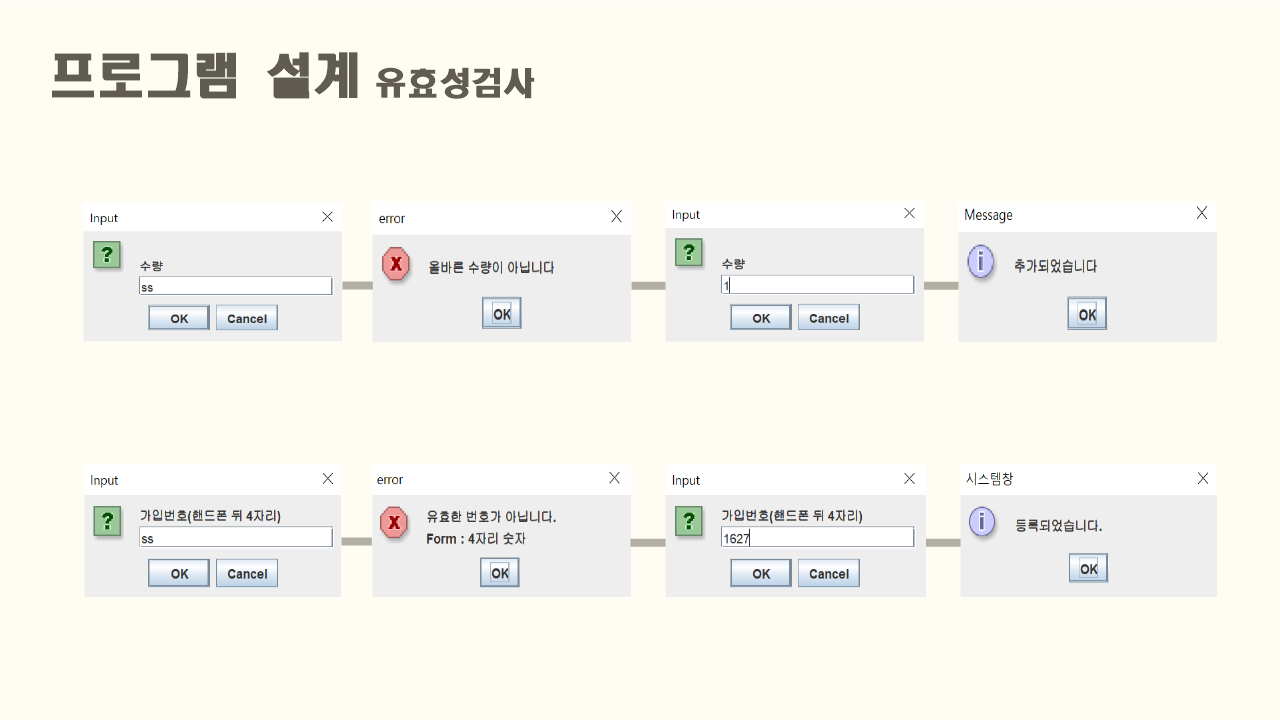 프로그램 설계 유효성검사
Input
수량
ss
OK Cancel
error
X
올바른 수량이 아닙니다
OK
Input
수량
1
OK Cancel
Message
추가되었습니다
OK
Input
가입번호(핸드폰 뒤 4자리)
ss
OK Cancel
error
X
유효한 번호가 아닙니다.
Form : 4자리 숫자
OK
Input
가입번호(핸드폰 뒤 4자리)
1627
OK Cancel
시스템창
등록되었습니다.
OK